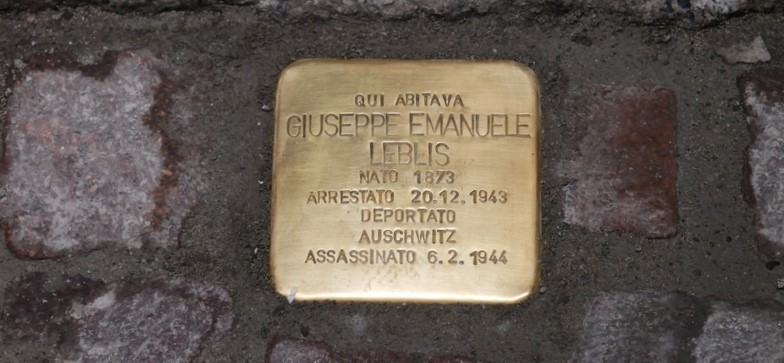 QUI ABITAVA
GIUSEPPE EMANUELE
LEBLIS
NATO 1873
ARRESTATO 20.12.1943
DEPORTATO
AUSCHWITZ
ASSASSINATO 6.2.1944